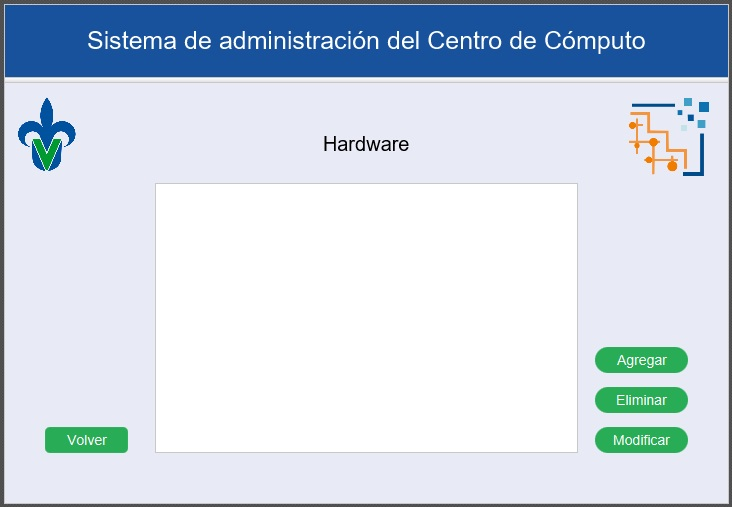 Sistema de administración del Centro de Cómputo
Hardware
Agregar
Eliminar
Volver
Modificar